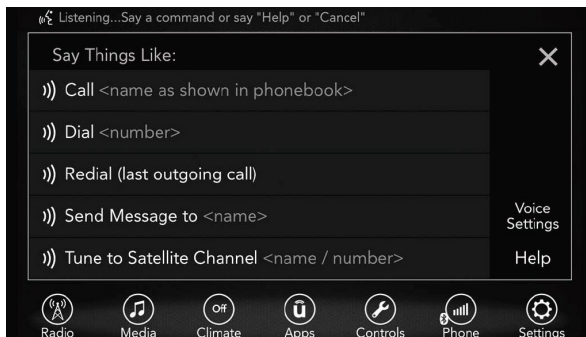 Listening...Say a command or say "Help" or "Cancel"
Say Things Like:
Call <name as shown in phonebook>
Dial <number>
Redial (last outgoing call)
Send Message to <name>
Tune to Satellite Channel <name / number>
Voice
Settings
Help
Off
û
Radio
Media
Climate
Apps
Controls
Phone
Settings